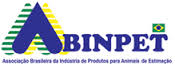 ABINPET
Associação Brasileira da Indústria de Produtos para Animais de Estimação